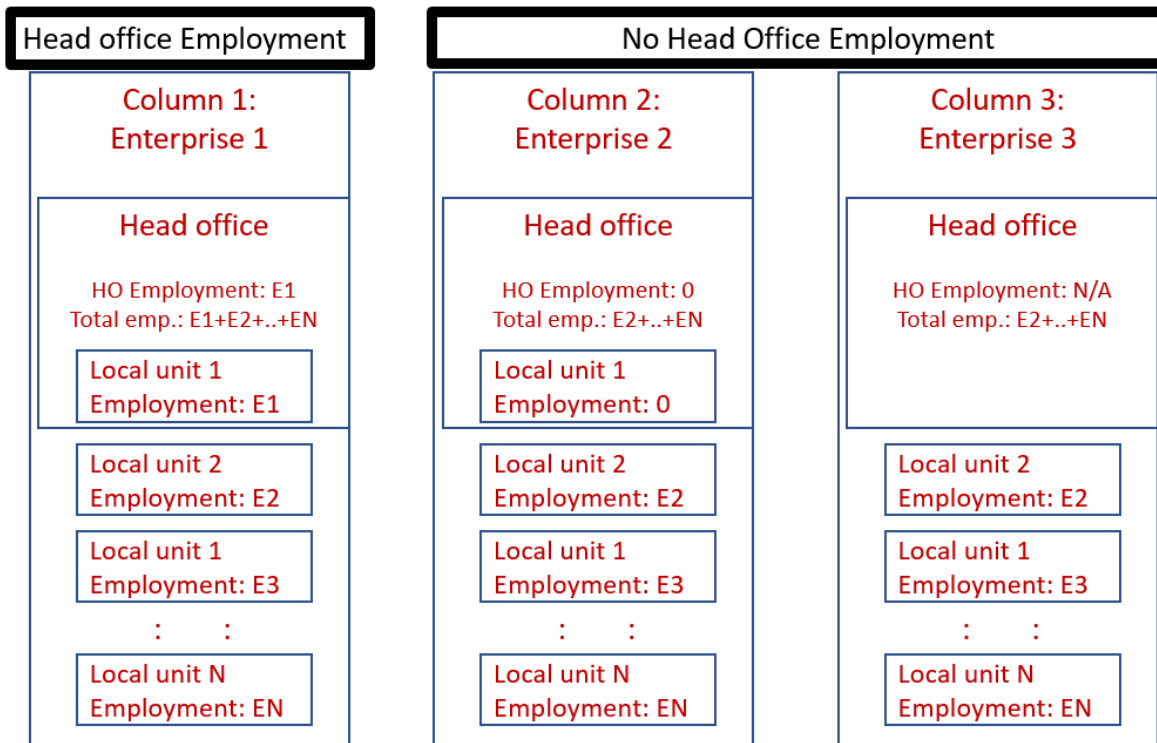 Head office Employment
No Head Office Employment
Column 1:
Enterprise 1
Head office
HO Employment: E1
Total emp.: E1+E2+..+EN
Local unit 1
Employment: E1
Local unit 2
Employment: E2
Local unit 1
Employment: E3
: :
Local unit N
Employment: EN
Column 2:
Enterprise 2
Head office
HO Employment: 0
Total emp.: E2+..+EN
Local unit 1
Employment: 0
Local unit 2
Employment: E2
Local unit 1
Employment: E3
: :
Local unit N
Employment: EN
Column 3:
Enterprise 3
Head office
HO Employment: N/A
Total emp.: E2+..+EN
Local unit 2
Employment: E2
Local unit 1
Employment: E3
: :
Local unit N
Employment: EN